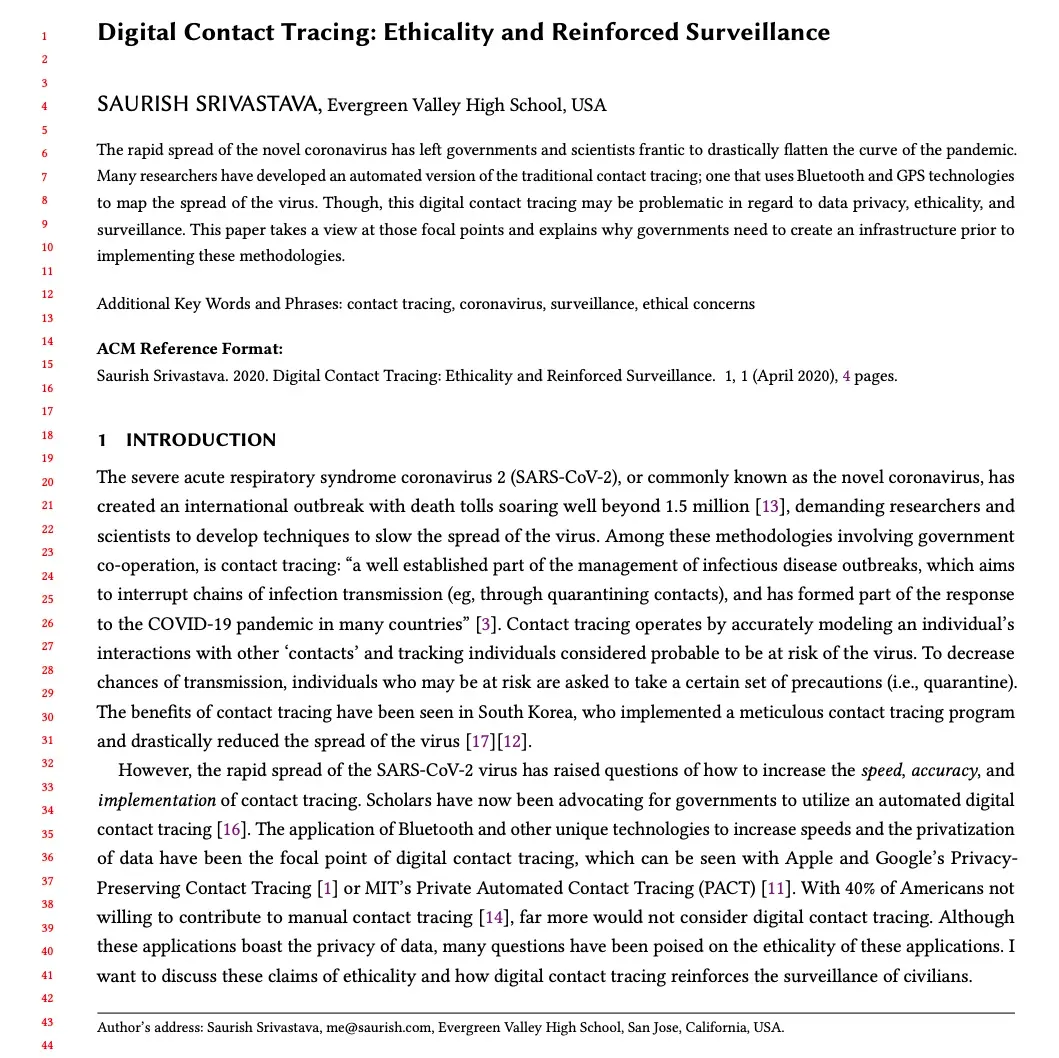 Digital Contact Tracing: Ethicality and Reinforced Surveillance
SAURISH SRIVASTAVA, Evergreen Valley High School, USA
The rapid spread of the novel coronavirus has left governments and scientists frantic to drastically flatten the curve of the pandemic.
Many researchers have developed an automated version of the traditional contact tracing; one that uses Bluetooth and GPS technologies
to map the spread of the virus. Though, this digital contact tracing may be problematic in regard to data privacy, ethicality, and
surveillance. This paper takes a view at those focal points and explains why governments need to create an infrastructure prior to
implementing these methodologies.
Additional Key Words and Phrases: contact tracing, coronavirus, surveillance, ethical concerns
ACM Reference Format:
Saurish Srivastava. 2020. Digital Contact Tracing: Ethicality and Reinforced Surveillance. 1, 1 (April 2020), 4 pages.
1 INTRODUCTION
The severe acute respiratory syndrome coronavirus 2 (SARS-CoV-2), or commonly known as the novel coronavirus, has
created an international outbreak with death tolls soaring well beyond 1.5 million [13], demanding researchers and
scientists to develop techniques to slow the spread of the virus. Among these methodologies involving government
co-operation, is contact tracing: “a well established part of the management of infectious disease outbreaks, which aims
to interrupt chains of infection transmission (eg, through quarantining contacts), and has formed part of the response
to the COVID-19 pandemic in many countries” [3]. Contact tracing operates by accurately modeling an individual’s
interactions with other ‘contacts’ and tracking individuals considered probable to be at risk of the virus. To decrease
chances of transmission, individuals who may be at risk are asked to take a certain set of precautions (i.e., quarantine).
The benefits of contact tracing have been seen in South Korea, who implemented a meticulous contact tracing program
and drastically reduced the spread of the virus [17][12].
However, the rapid spread of the SARS-CoV-2 virus has raised questions of how to increase the speed, accuracy, and
implementation of contact tracing. Scholars have now been advocating for governments to utilize an automated digital
contact tracing [16]. The application of Bluetooth and other unique technologies to increase speeds and the privatization
of data have been the focal point of digital contact tracing, which can be seen with Apple and Google’s Privacy-
Preserving Contact Tracing [1] or MIT’s Private Automated Contact Tracing (PACT) [11]. With 40% of Americans not
willing to contribute to manual contact tracing [14], far more would not consider digital contact tracing. Although
these applications boast the privacy of data, many questions have been poised on the ethicality of these applications. I
want to discuss these claims of ethicality and how digital contact tracing reinforces the surveillance of civilians.
Author’s address: Saurish Srivastava, me@saurish.com, Evergreen Valley High School, San Jose, California, USA.
1
2
3
4
5
6
7
8
9
10
11
12
13
14
15
16
17
18
19
20
21
22
23
24
25
26
27
28
29
30
31
32
33
34
35
36
37
38
39
40
41
42
43
44